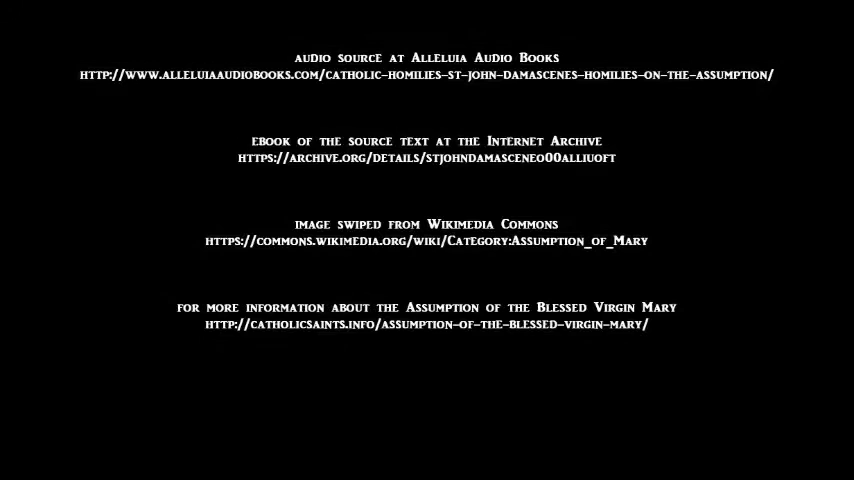 audio source at Alleluia Audio Books
http://www.alleluiaaudiobooks.com/catholic-homilies-st-john-damascenes-homilies-on-the-assumption/
ebook of the source text at the Internet Archive
https://archive.org/details/stjohndamasceneo00alliuoft
image swiped from Wikimedia Commons
https://commons.wikimedia.org/wiki/Category:Assumption_of_Mary
for more information about the Assumption of the Blessed Virgin Mary
http://catholicsaints.info/assumption-of-the-blessed-virgin-mary/